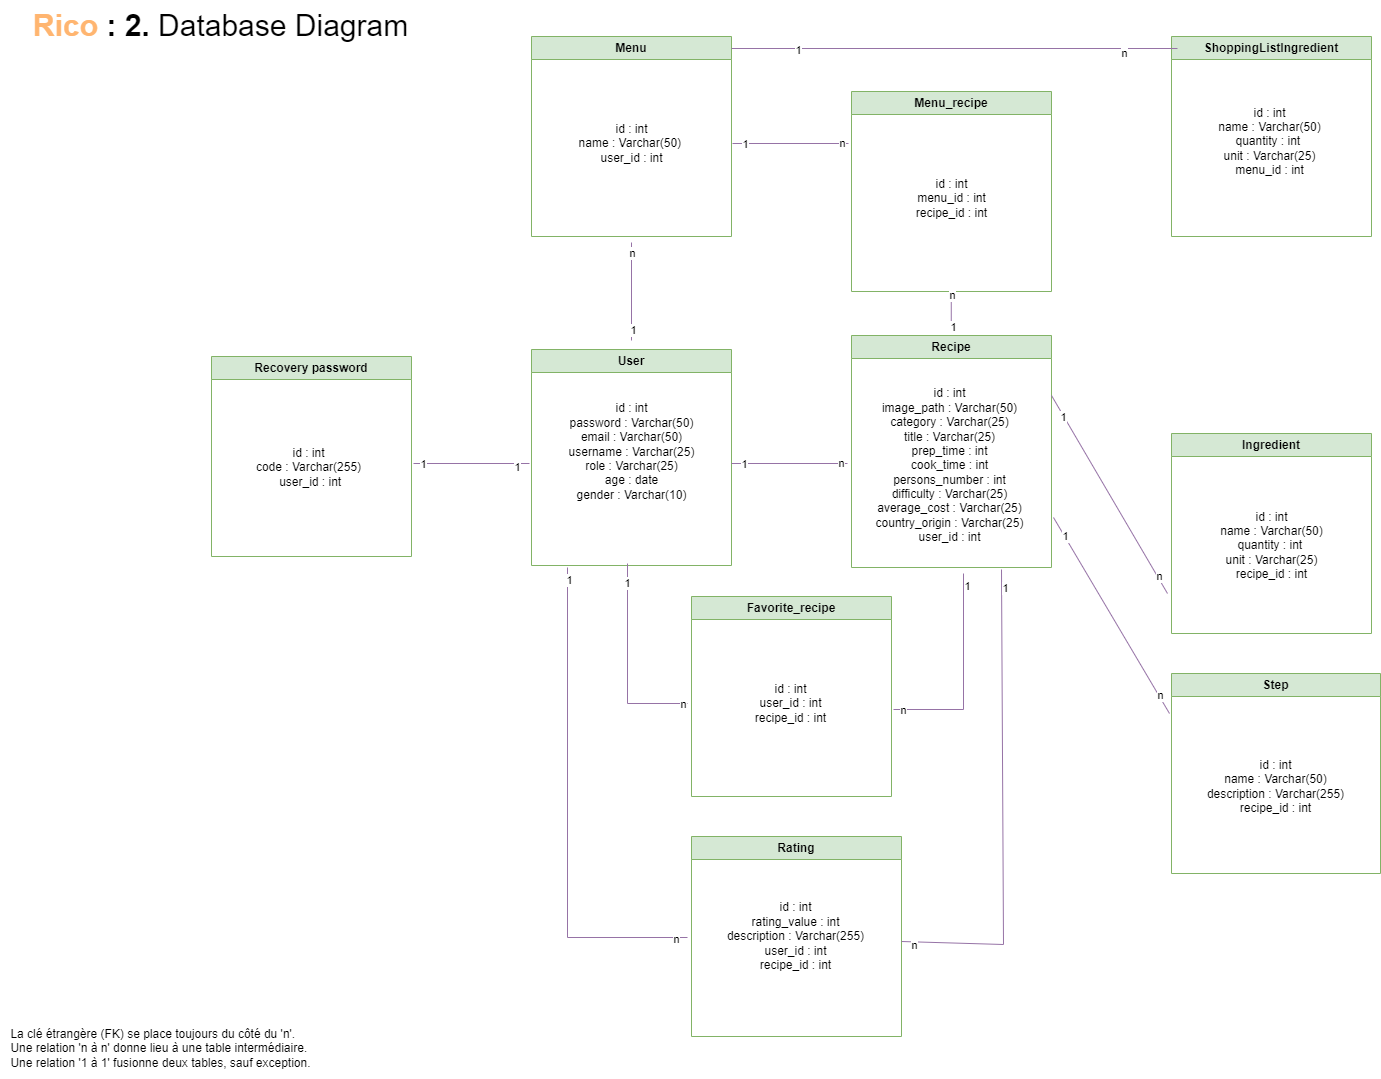 Rico : 2. Database Diagram
Menu
id : int
name : Varchar(50)
user_id : int
1
n
ShoppingListIngredient
id : int
name : Varchar(50)
quantity : int
unit : Varchar(25)
menu_id : int
Menu_recipe
id : int
menu_id : int
recipe_id : int
1
n
n
1
n
1
Recovery password
id : int
code : Varchar(255)
user_id : int
1
1
User
id : int
password : Varchar(50)
email : Varchar(50)
username : Varchar(25)
role : Varchar(25)
age : date
gender : Varchar(10)
1
n
Recipe
id : int
image_path : Varchar(50)
category : Varchar(25)
title : Varchar(25)
prep_time : int
cook_time : int
persons_number : int
difficulty : Varchar(25)
average_cost : Varchar(25)
country_origin : Varchar(25)
user_id : int
1
n
Ingredient
id : int
name : Varchar(50)
quantity : int
unit : Varchar(25)
recipe_id : int
1
n
Step
id : int
name : Varchar(50)
description : Varchar(255)
recipe_id : int
1
1
1
1
Favorite_recipe
id : int
user_id : int
recipe_id : int
n
n
Rating
id : int
rating_value : int
description : Varchar(255)
user_id : int
recipe_id : int
n
n
La clé étrangère (FK) se place toujours du côté du 'n'.
Une relation 'n à n' donne lieu à une table intermédiaire.
Une relation '1 à 1' fusionne deux tables, sauf exception.